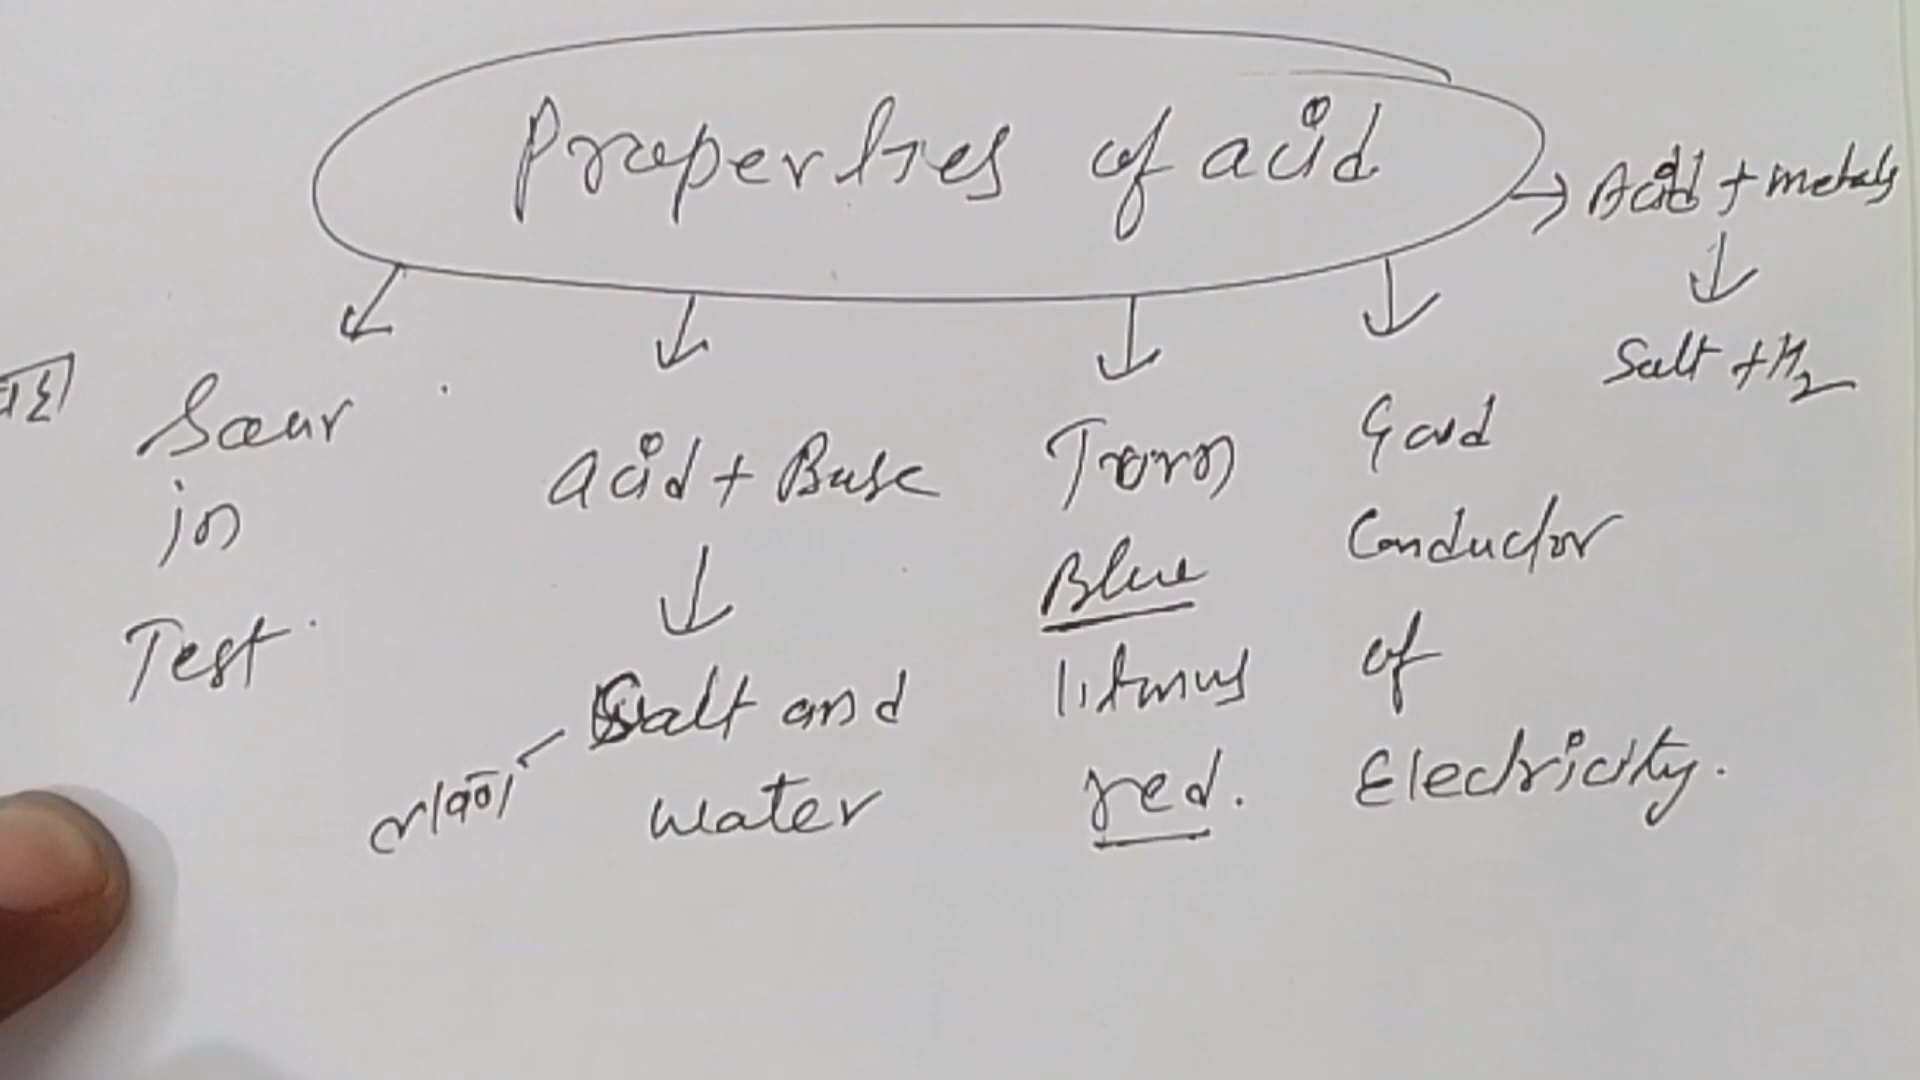 Properties of acid
Acid + metals
Salt + H2
Sour
in
Test.
Acid + Base
Salt and
water
लवण
Turn
Blue
litmus
red.
Good
Conductor
of
Electricity.